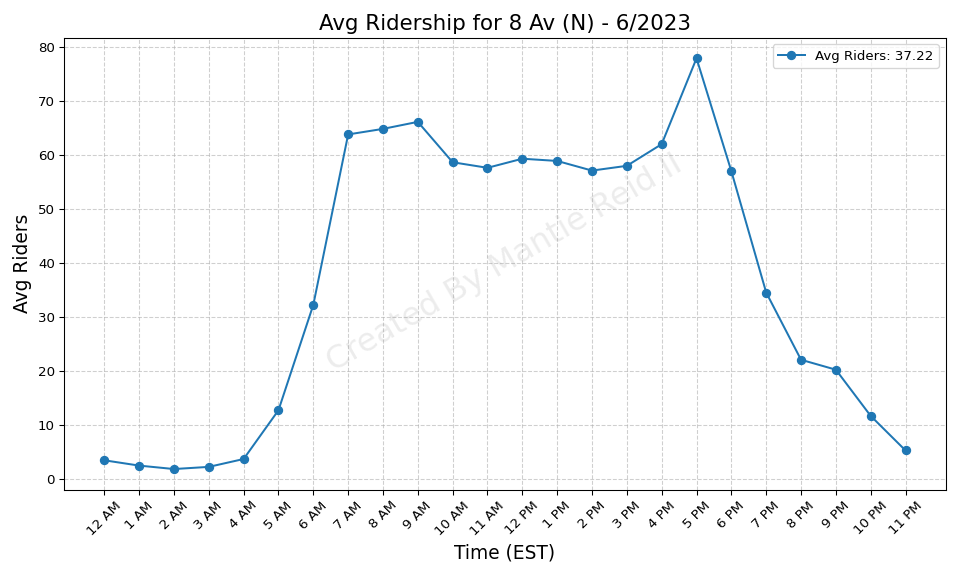 Avg Ridership for 8 Av (N) - 6/2023
Avg Riders: 37.22
80
70
60
50
40
30
20
10
0
Avg Riders
Created By Mantie Reid II
12 AM
1 AM
2 AM
3 AM
4 AM
5 AM
6 AM
7 AM
8 AM
9 AM
10 AM
11 AM
12 PM
1 PM
2 PM
3 PM
4 PM
5 PM
6 PM
7 PM
8 PM
9 PM
10 PM
11 PM
Time (EST)